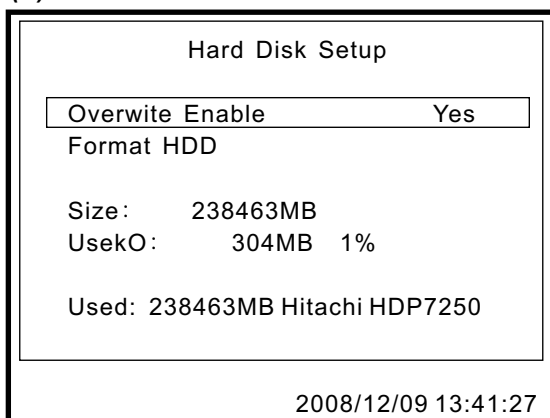 Hard Disk Setup
Overwite Enable Yes
Format HDD
Size: 238463MB
UsekO: 304MB 1%
Used: 238463MB Hitachi HDP7250
2008/12/09 13:41:27